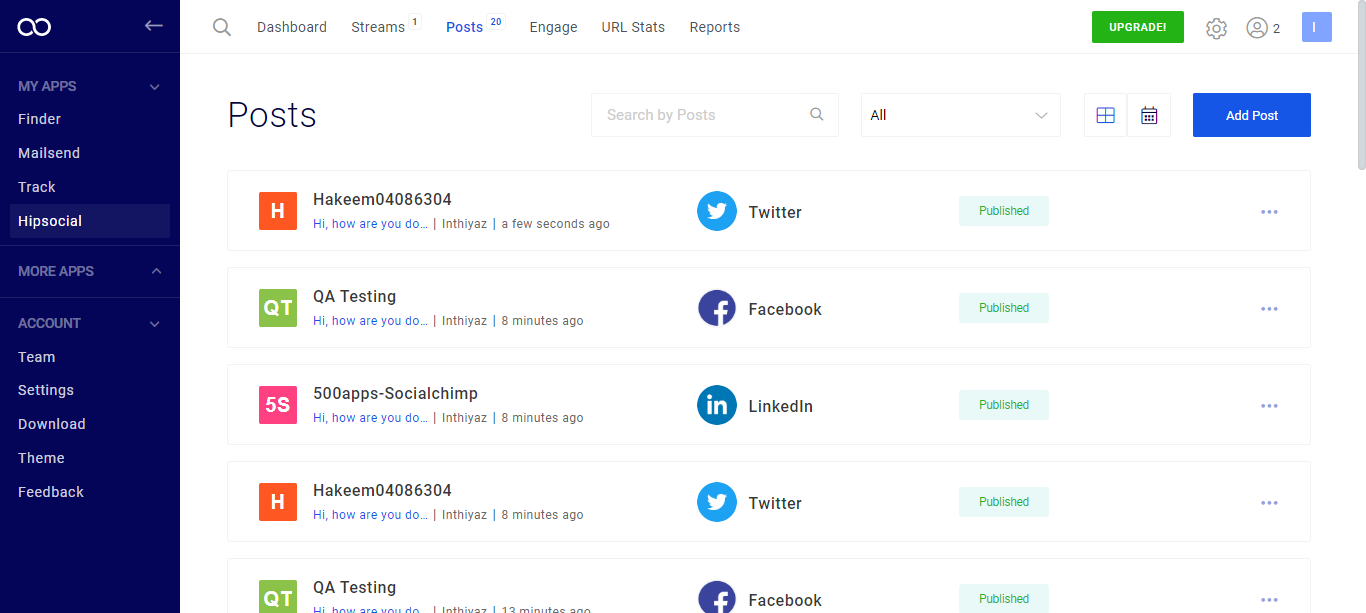 Dashboard Streams 1 Posts 20 Engage URL Stats Reports UPGRADE! 2 I
MY APPS
Finder
Mailsend
Track
Hipsocial
MORE APPS
ACCOUNT
Team
Settings
Download
Theme
Feedback
Posts Search by Posts All Add Post
H Hakeem04086304 Twitter Published
Hi, how are you do... | Inthiyaz | a few seconds ago
QT QA Testing Facebook Published
Hi, how are you do... | Inthiyaz | 8 minutes ago
5S 500apps-Socialchimp LinkedIn Published
Hi, how are you do... | Inthiyaz | 8 minutes ago
H Hakeem04086304 Twitter Published
Hi, how are you do... | Inthiyaz | 8 minutes ago
QT QA Testing Facebook Published
Hi, how are you do... | Inthiyaz | 13 minutes ago